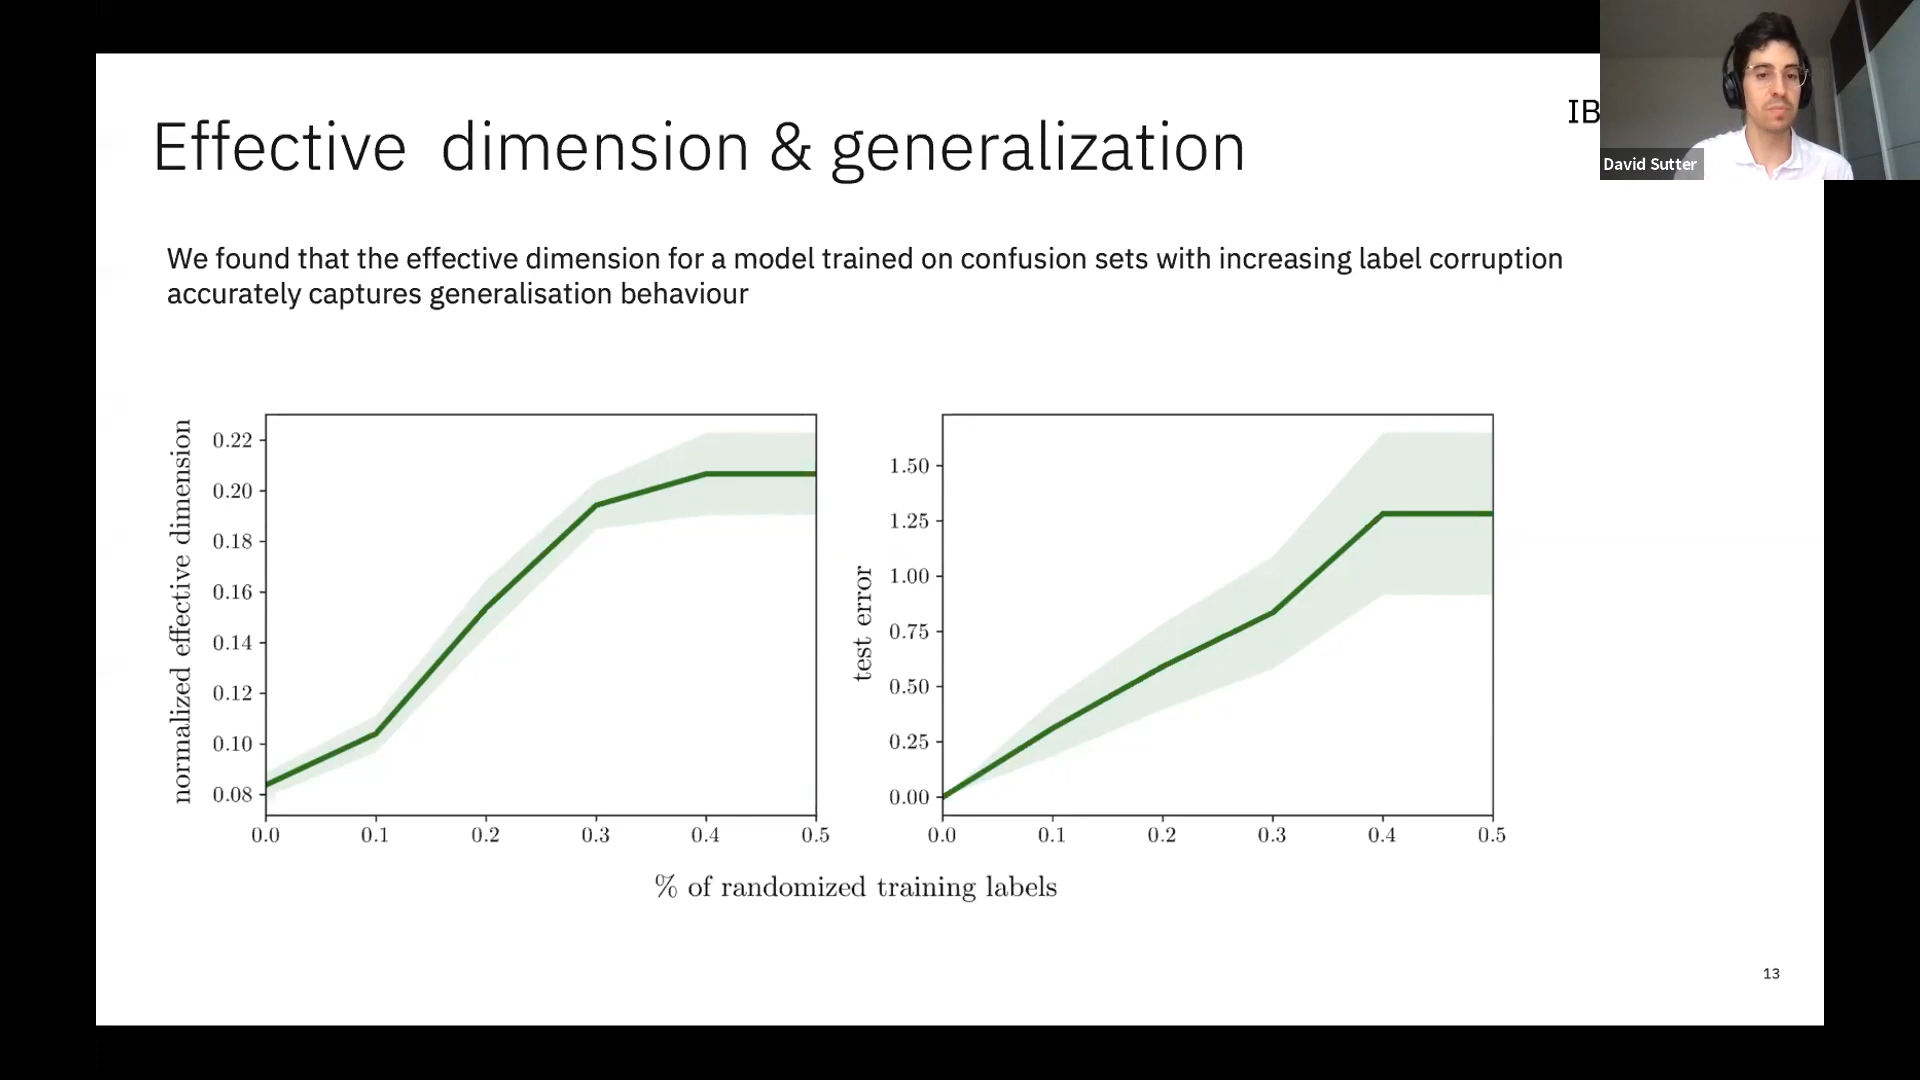 Effective dimension & generalization
IB
David Sutter
We found that the effective dimension for a model trained on confusion sets with increasing label corruption
accurately captures generalisation behaviour
normalized effective dimension
0.22
0.20
0.18
0.16
0.14
0.12
0.10
0.08
0.0 0.1 0.2 0.3 0.4 0.5
test error
1.50
1.25
1.00
0.75
0.50
0.25
0.00
0.0 0.1 0.2 0.3 0.4 0.5
% of randomized training labels
13